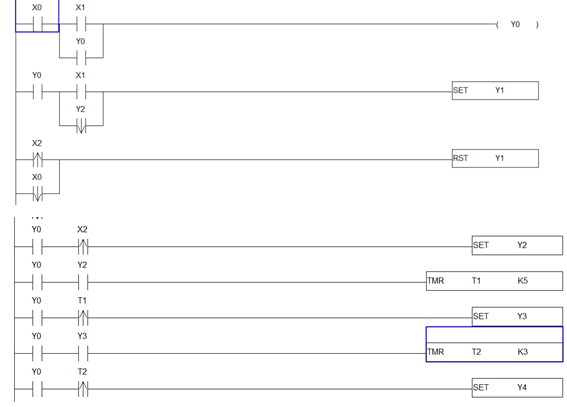 X0 X1
( Y0 )
Y0
Y0 X1
SET Y1
Y2
X2
RST Y1
X0
Y0 X2
SET Y2
Y0 Y2
TMR T1 K5
Y0 T1
SET Y3
Y0 Y3
TMR T2 K3
Y0 T2
SET Y4